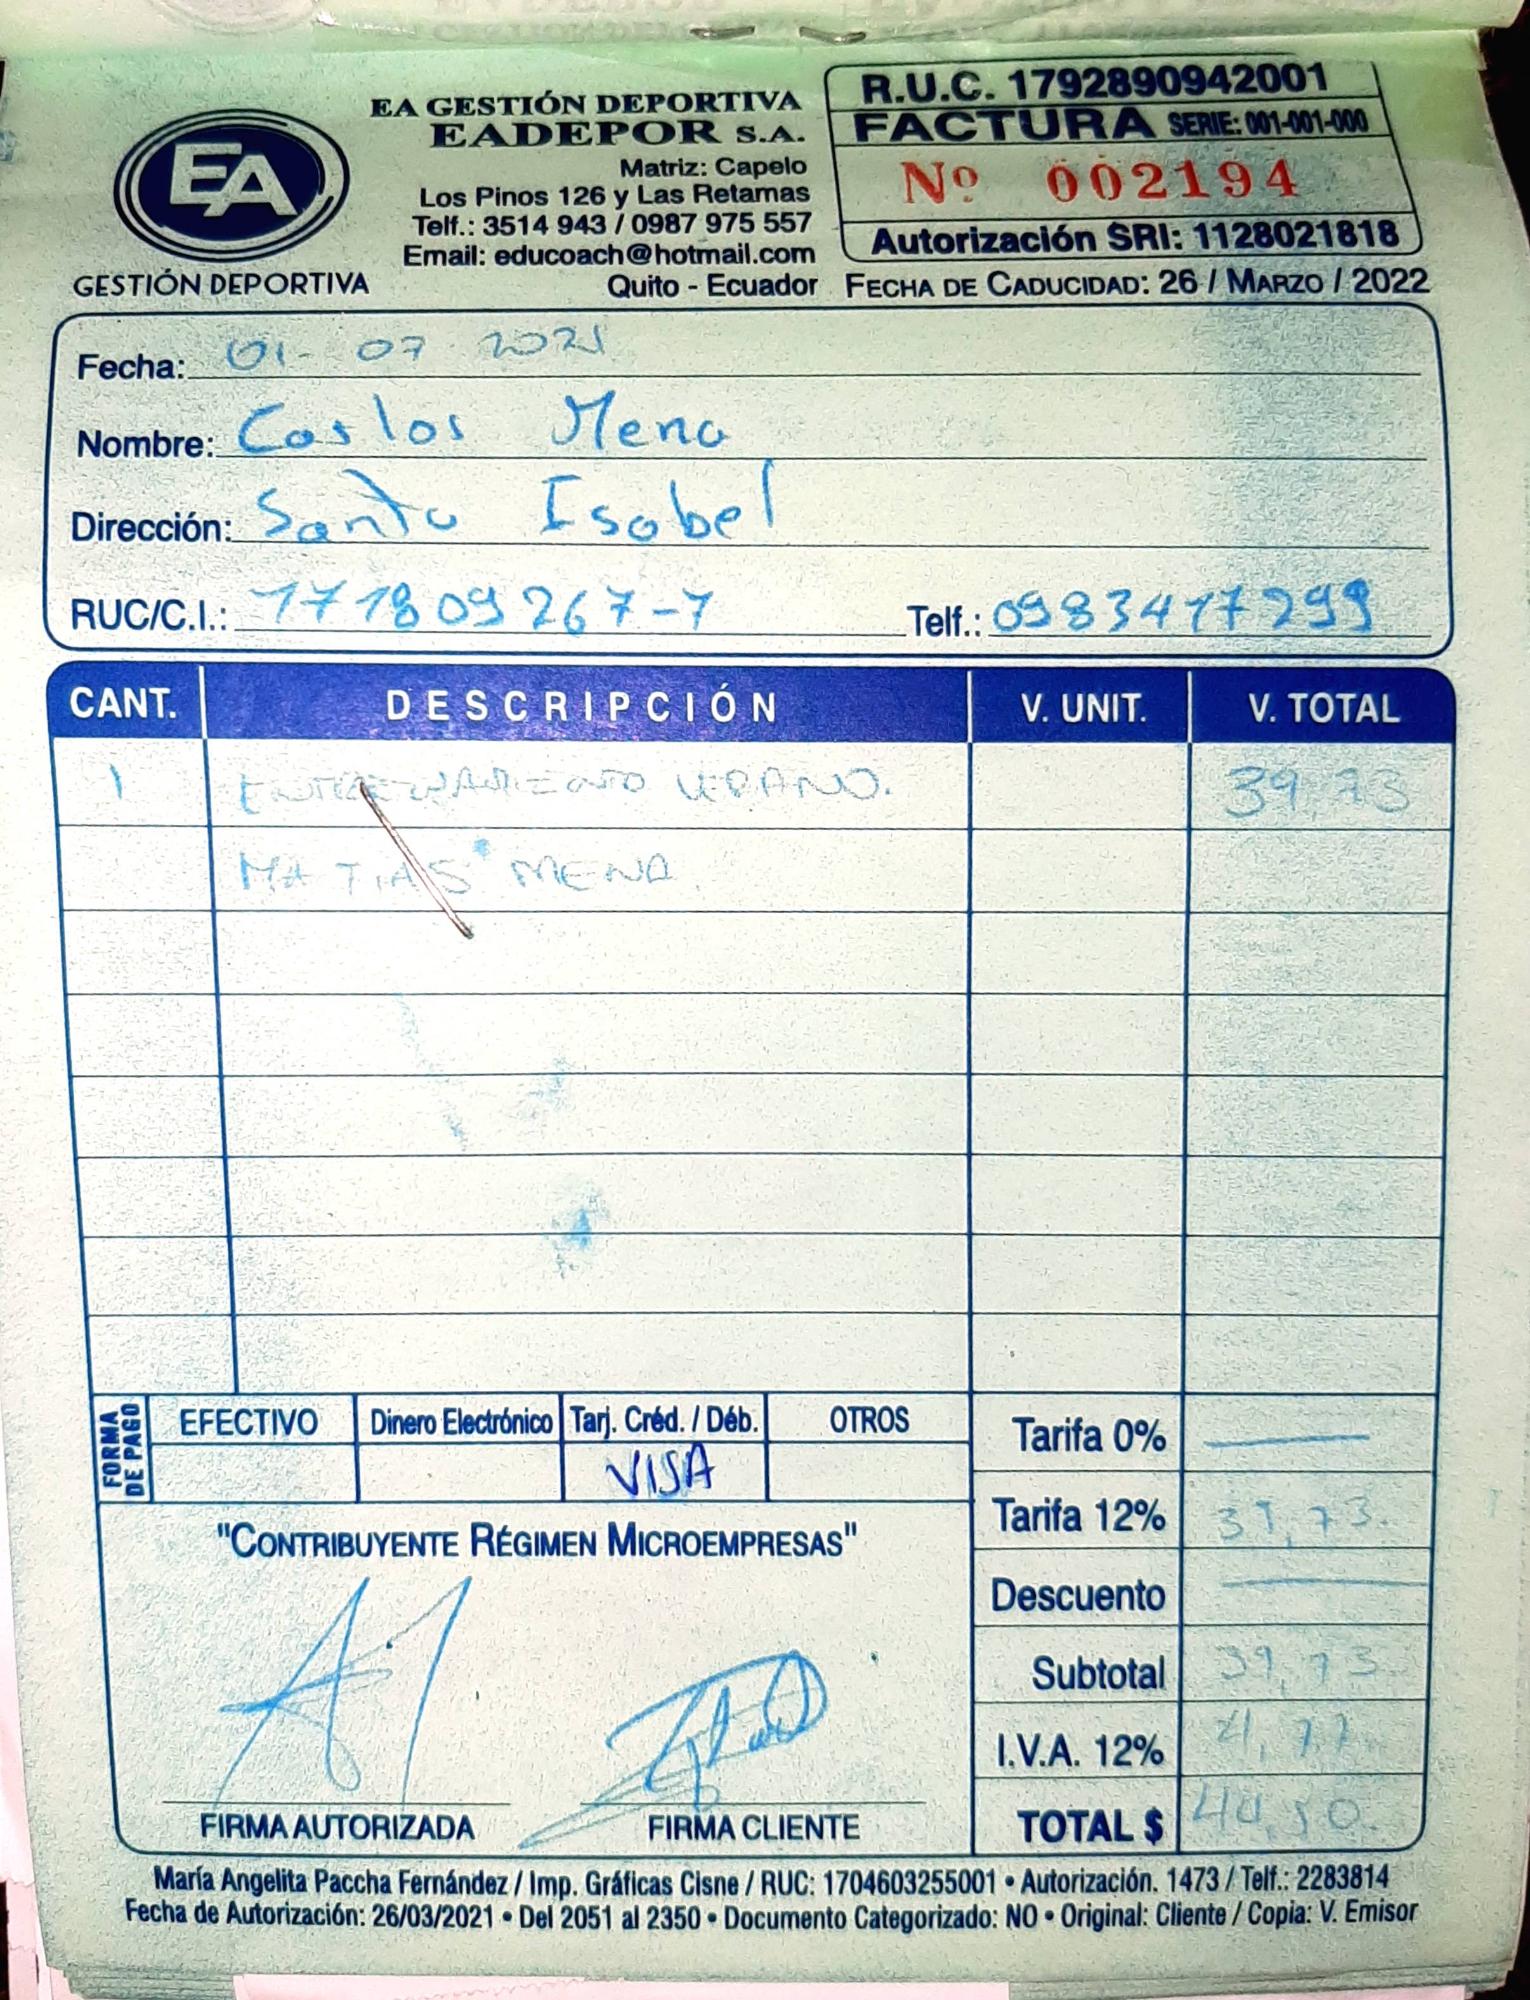 EA
GESTIÓN DEPORTIVA
EA GESTIÓN DEPORTIVA
EADEPOR S.A.
Matriz: Capelo
Los Pinos 126 y Las Retamas
Telf.: 3514 943 / 0987 975 557
Email: educoach@hotmail.com
Quito - Ecuador
R.U.C. 1792890942001
FACTURA SERIE: 001-001-000
Nº 002194
Autorización SRI: 1128021818
FECHA DE CADUCIDAD: 26 / MARZO / 2022
Fecha: 01- 07 2021
Nombre: Carlos Mena
Dirección: Santa Isabel
RUC/C.I.: 171809267-7 Telf.: 0983417299
CANT. DESCRIPCIÓN V. UNIT. V. TOTAL
1 ENTRENAMIENTO VERANO. 39,73
MATIAS MENA.
FORMA DE PAGO
EFECTIVO Dinero Electrónico Tarj. Créd. / Déb. OTROS
VISA
"CONTRIBUYENTE RÉGIMEN MICROEMPRESAS"
FIRMA AUTORIZADA FIRMA CLIENTE
Tarifa 0%
Tarifa 12% 39,73.
Descuento
Subtotal 39,73
I.V.A. 12% 4,77
TOTAL $ 44,50
María Angelita Paccha Fernández / Imp. Gráficas Cisne / RUC: 1704603255001 • Autorización. 1473 / Telf.: 2283814
Fecha de Autorización: 26/03/2021 • Del 2051 al 2350 • Documento Categorizado: NO • Original: Cliente / Copia: V. Emisor